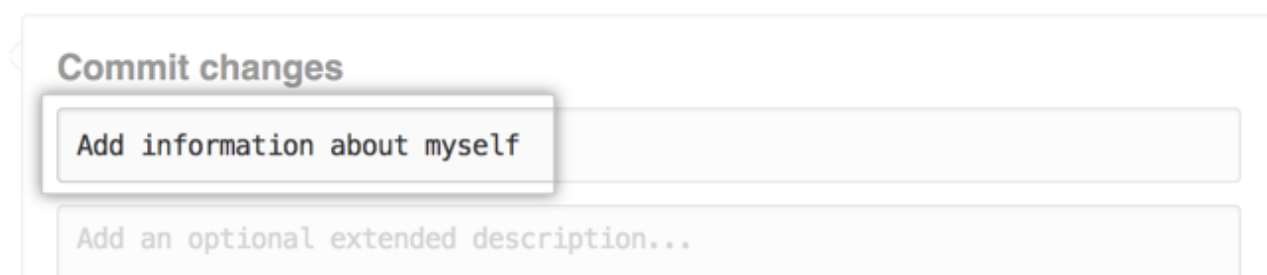 Commit changes
Add information about myself
Add an optional extended description...